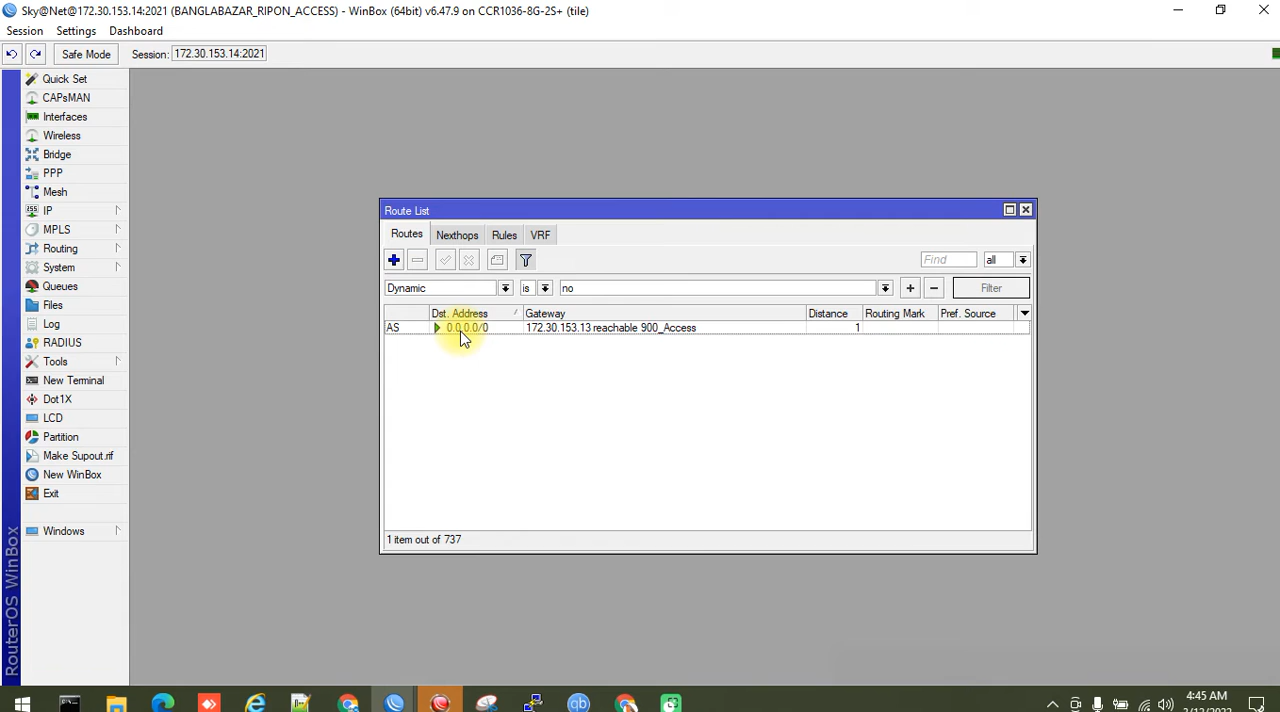 Sky@Net@172.30.153.14:2021 (BANGLABAZAR_RIPON_ACCESS) - WinBox (64bit) v6.47.9 on CCR1036-8G-2S+ (tile)
Session Settings Dashboard
Safe Mode Session: 172.30.153.14:2021
Quick Set
CAPsMAN
Interfaces
Wireless
Bridge
PPP
Mesh
IP
MPLS
Routing
System
Queues
Files
Log
RADIUS
Tools
New Terminal
Dot1X
LCD
Partition
Make Supout.rif
New WinBox
Exit
Windows
RouterOS WinBox
Route List
Routes Nexthops Rules VRF
Find all
Dynamic is no Filter
Dst. Address Gateway Distance Routing Mark Pref. Source
AS 0.0.0.0/0 172.30.153.13 reachable 900_Access 1
1 item out of 737
4:45 AM